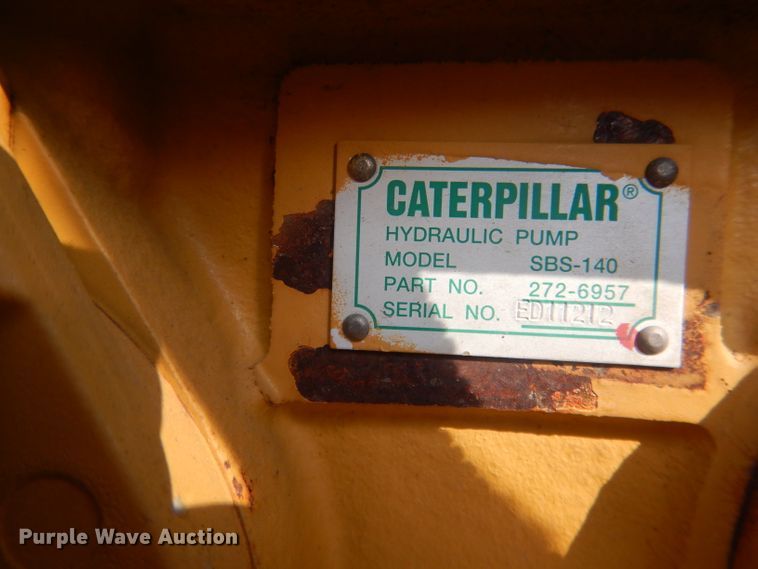 CATERPILLAR®
HYDRAULIC PUMP
MODEL SBS-140
PART NO. 272-6957
SERIAL NO. ED11212
Purple Wave Auction